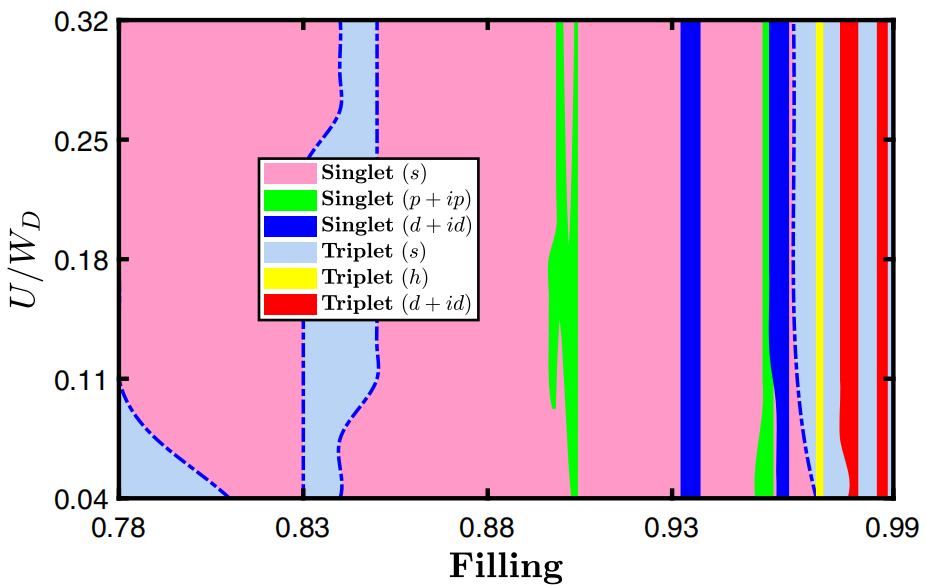 0.32
0.25
0.18
0.11
0.04
U/W_D
Singlet (s)
Singlet (p + ip)
Singlet (d + id)
Triplet (s)
Triplet (h)
Triplet (d + id)
0.78 0.83 0.88 0.93 0.99
Filling